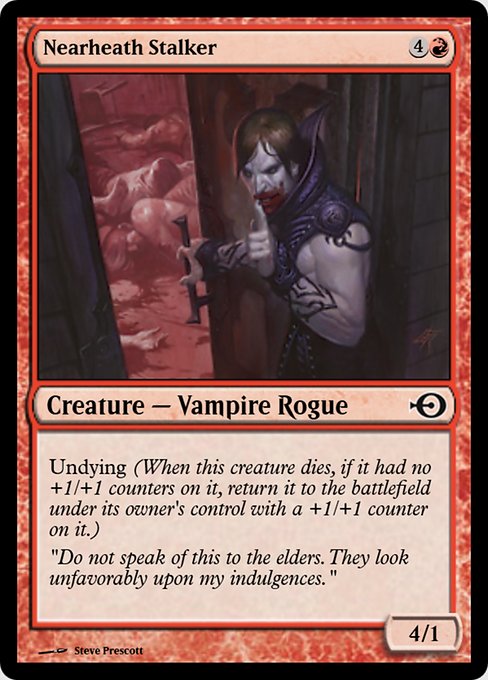 Nearheath Stalker 4
Creature — Vampire Rogue
Undying (When this creature dies, if it had no
+1/+1 counters on it, return it to the battlefield
under its owner's control with a +1/+1 counter
on it.)
"Do not speak of this to the elders. They look
unfavorably upon my indulgences."
4/1
Steve Prescott